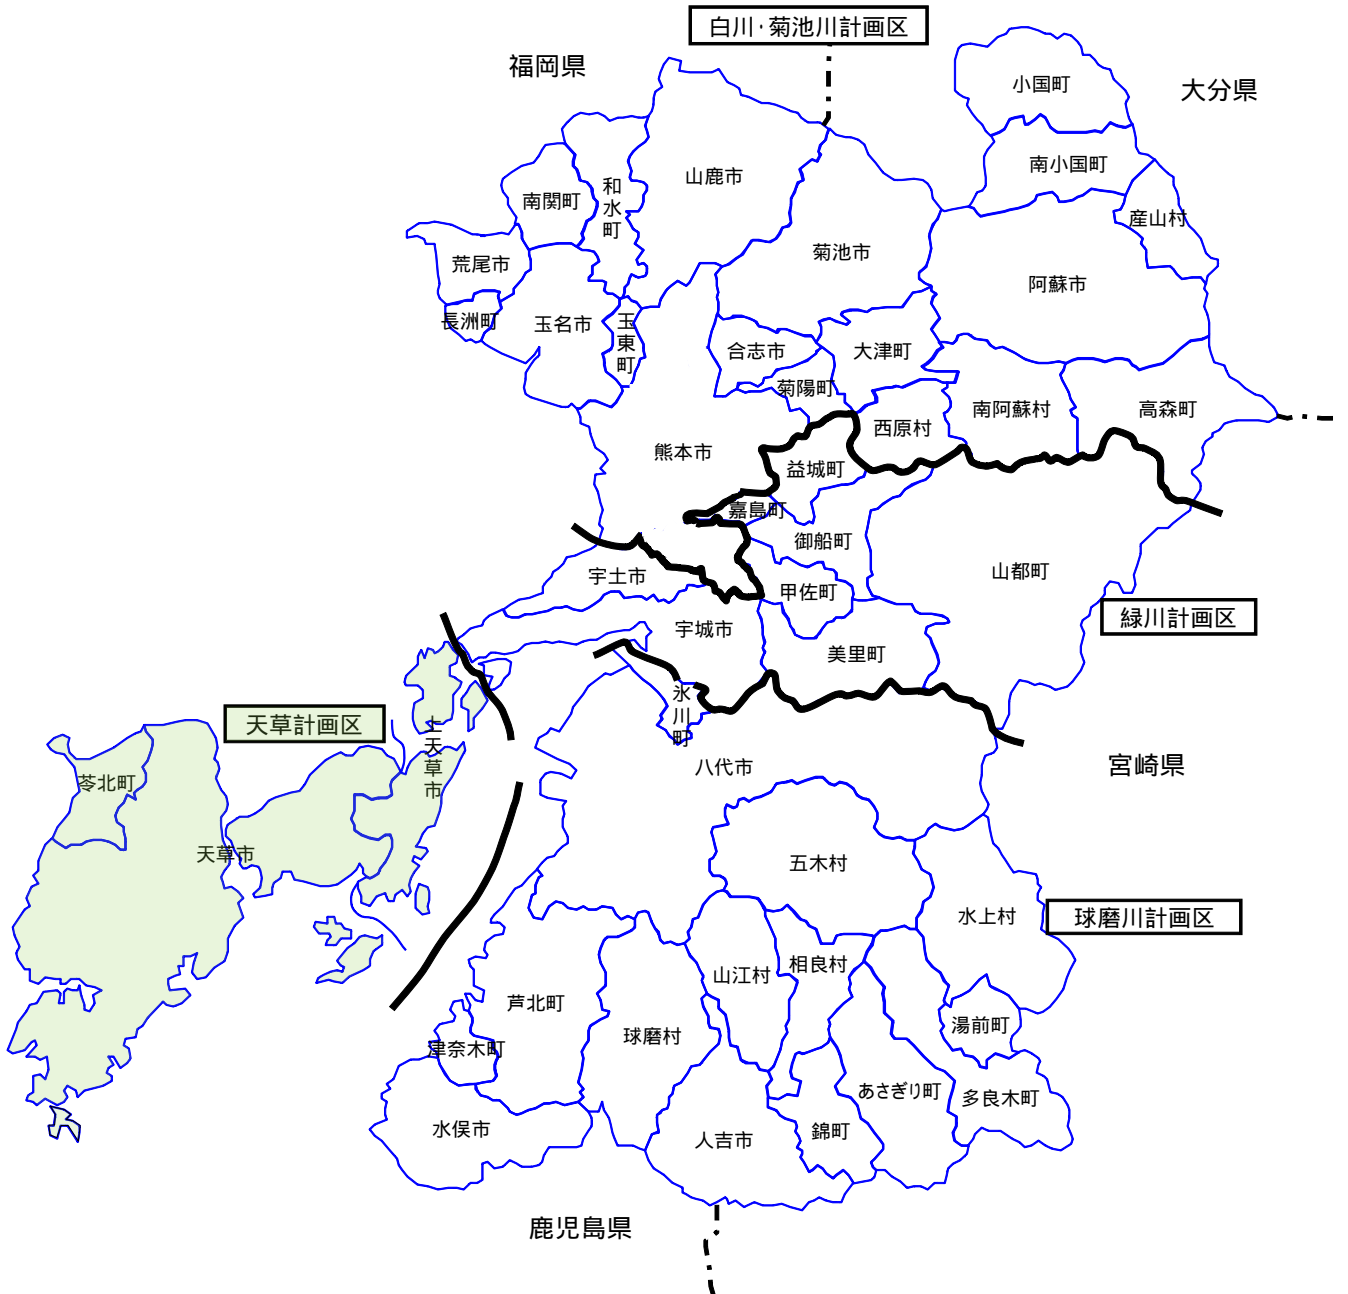 白川・菊池川計画区
福岡県
小国町
大分県
山鹿市
南小国町
和水町
南関町
産山村
菊池市
荒尾市
阿蘇市
長洲町
玉名市
玉東町
合志市
大津町
菊陽町
南阿蘇村
高森町
西原村
熊本市
益城町
嘉島町
御船町
山都町
宇土市
甲佐町
緑川計画区
宇城市
美里町
氷川町
天草計画区
上天草市
八代市
宮崎県
苓北町
天草市
五木村
水上村
球磨川計画区
山江村
相良村
芦北町
湯前町
球磨村
津奈木町
あさぎり町
多良木町
水俣市
人吉市
錦町
鹿児島県